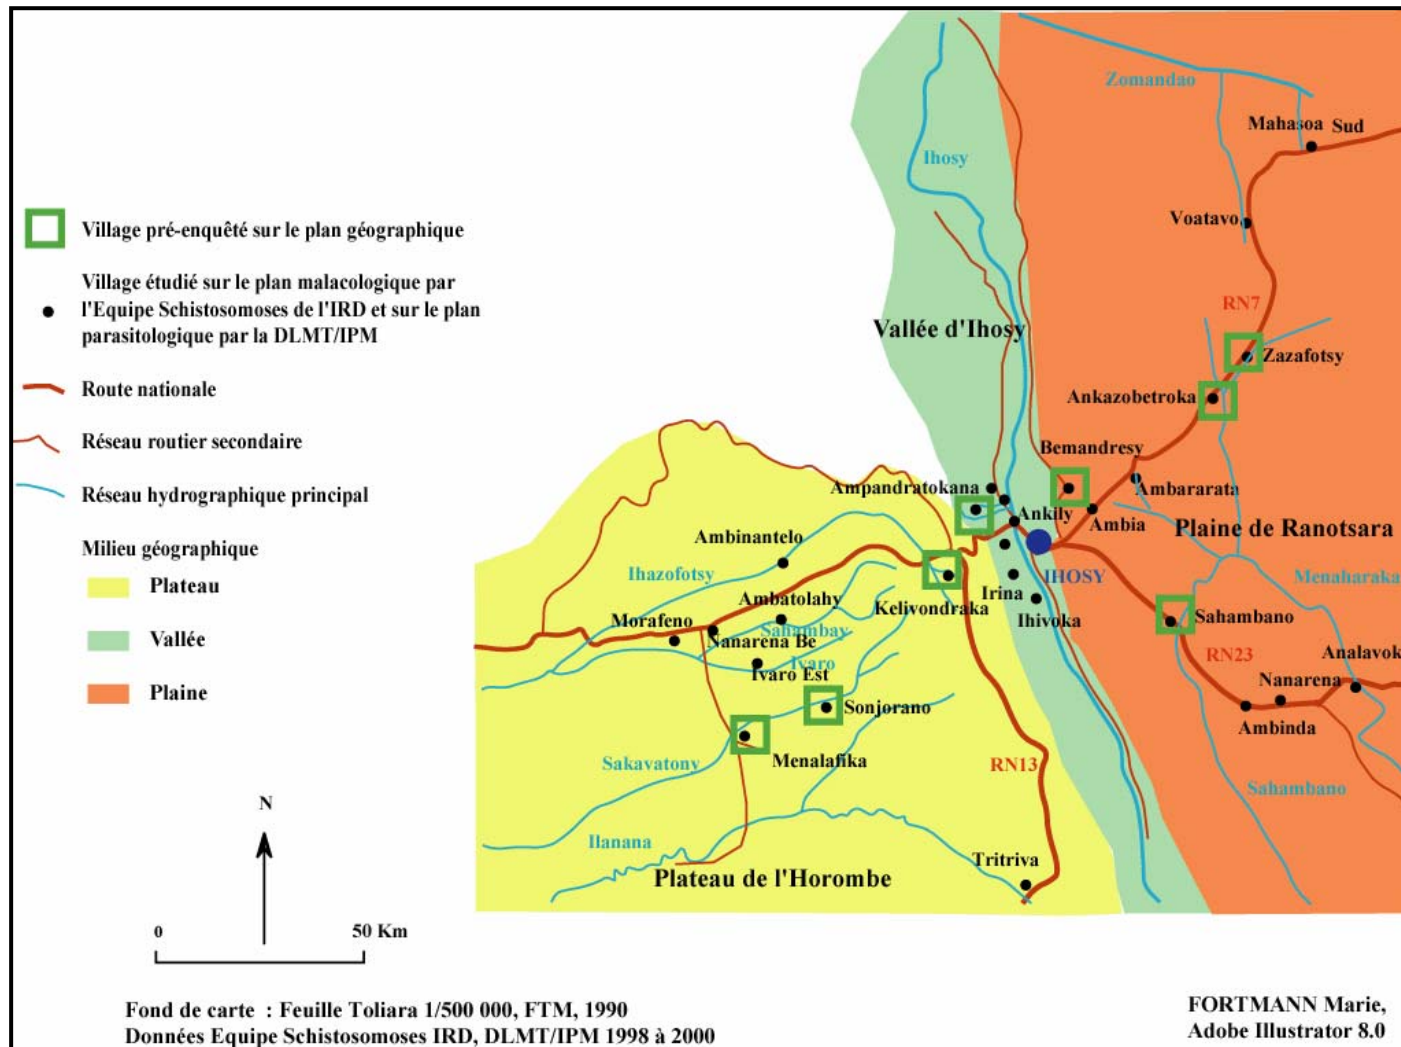 Zomandao
Mahasoa Sud
Ihosy
Village pré-enquêté sur le plan géographique
Voatavo
Village étudié sur le plan malacologique par
l'Equipe Schistosomoses de l'IRD et sur le plan
parasitologique par la DLMT/IPM
RN7
Vallée d'Ihosy
Zazafotsy
Route nationale
Ankazobetroka
Réseau routier secondaire
Bemandresy
Réseau hydrographique principal
Ampandratokana
Ambararata
Ankily
Ambia
Plaine de Ranotsara
Ambinantelo
Milieu géographique
Ihazofotsy
IHOSY
Menaharaka
Plateau
Irina
Kelivondraka
Ambatolahy
Ihivoka
Sahambano
Morafeno
Sahambay
Nanarena Be
Vallée
Ivaro
Ivaro Est
RN23
Analavok
Nanarena
Plaine
Sonjorano
Ambinda
Menalafika
Sakavatony
RN13
Sahambano
N
Ilanana
Tritriva
Plateau de l'Horombe
0 50 Km
Fond de carte : Feuille Toliara 1/500 000, FTM, 1990
Données Equipe Schistosomoses IRD, DLMT/IPM 1998 à 2000
FORTMANN Marie,
Adobe Illustrator 8.0